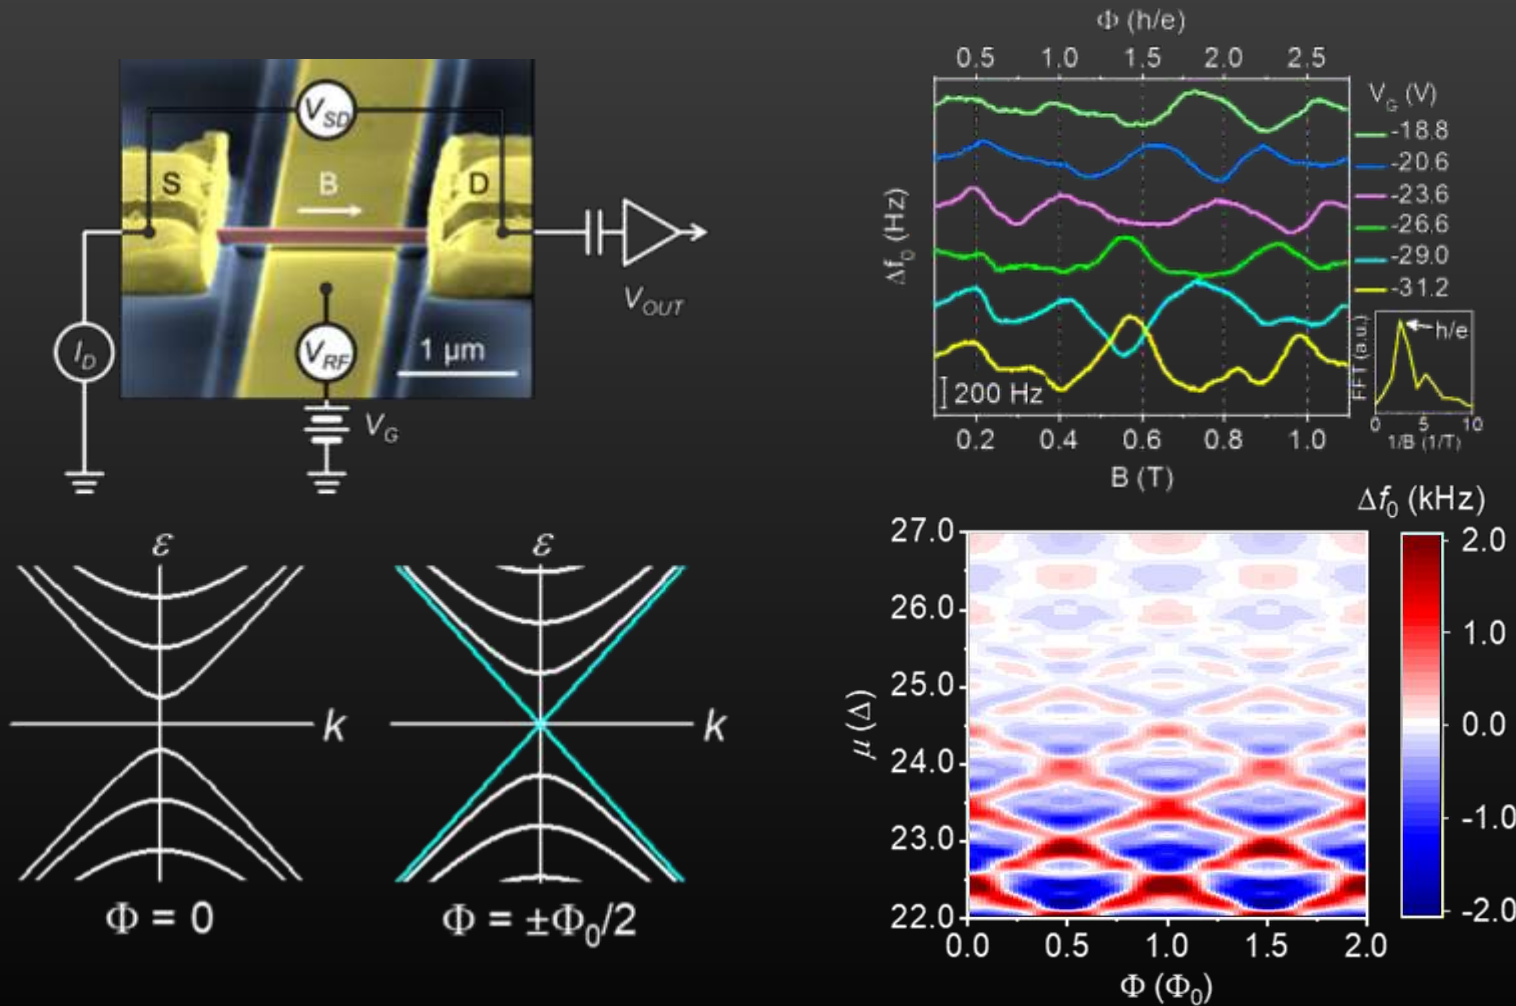 V_SD
S
B
D
I_D
V_RF
1 μm
V_OUT
V_G
Φ (h/e)
0.5 1.0 1.5 2.0 2.5
V_G (V)
-18.8
-20.6
-23.6
-26.6
-29.0
-31.2
Δf₀ (Hz)
200 Hz
0.2 0.4 0.6 0.8 1.0
B (T)
h/e
FFT (a.u.)
0 5 10
1/B (1/T)
ε
k
Φ = 0
ε
k
Φ = ±Φ₀/2
Δf₀ (kHz)
27.0
26.0
25.0
24.0
23.0
22.0
μ (Δ)
0.0 0.5 1.0 1.5 2.0
Φ (Φ₀)
2.0
1.0
0.0
-1.0
-2.0